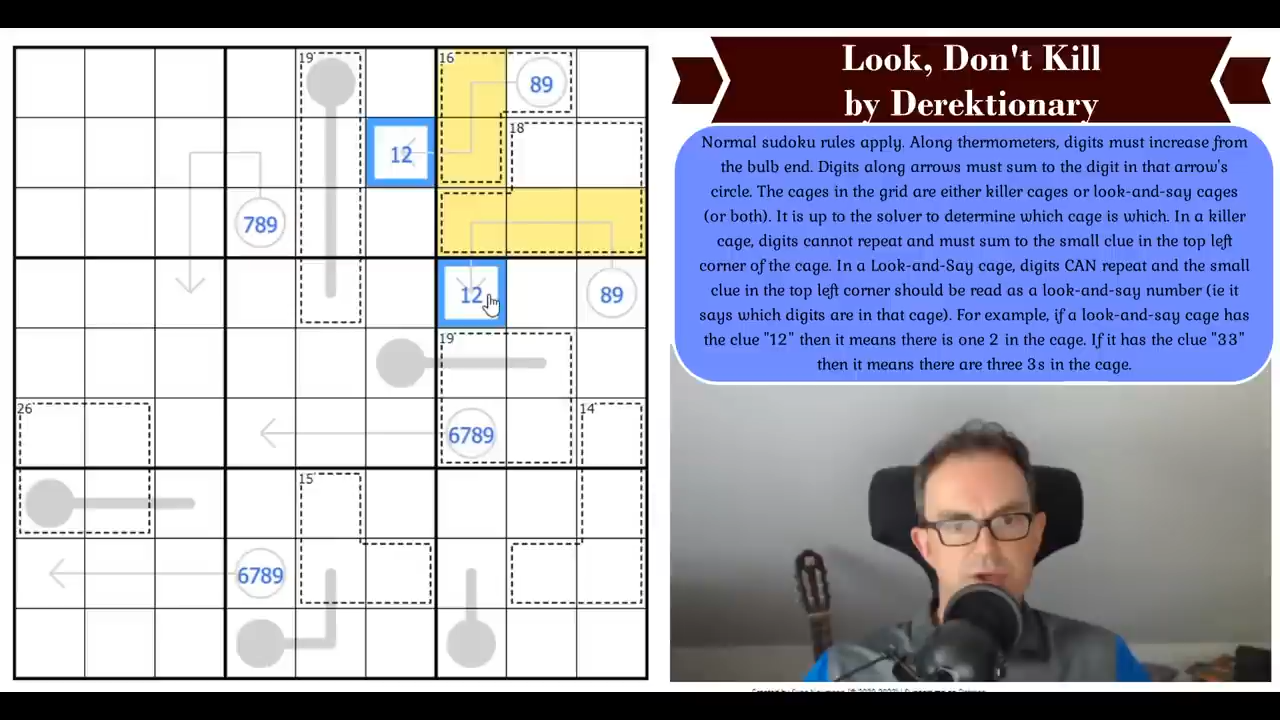 Look, Don't Kill
by Derektionary
Normal sudoku rules apply. Along thermometers, digits must increase from
the bulb end. Digits along arrows must sum to the digit in that arrow's
circle. The cages in the grid are either killer cages or look-and-say cages
(or both). It is up to the solver to determine which cage is which. In a killer
cage, digits cannot repeat and must sum to the small clue in the top left
corner of the cage. In a Look-and-Say cage, digits CAN repeat and the small
clue in the top left corner should be read as a look-and-say number (ie it
says which digits are in that cage). For example, if a look-and-say cage has
the clue "12" then it means there is one 2 in the cage. If it has the clue "33"
then it means there are three 3s in the cage.
19 16 89
12 18
789
12 89
19
26 6789 14
15
6789